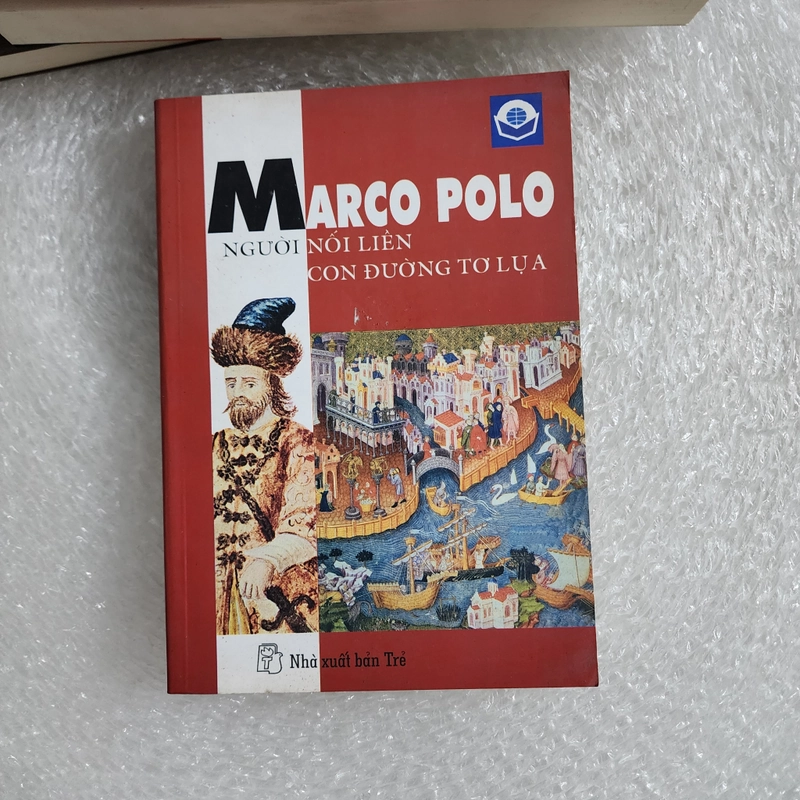 MARCO POLO
NGƯỜI NỐI LIỀN
CON ĐƯỜNG TƠ LỤA
Nhà xuất bản Trẻ